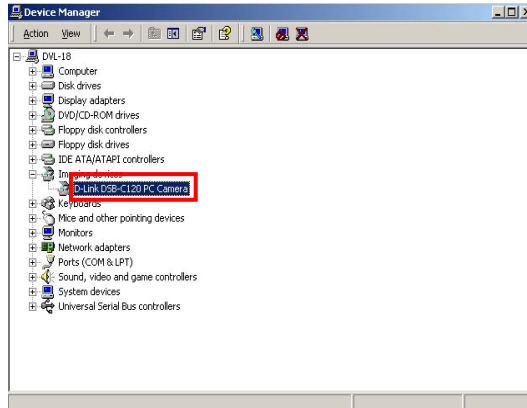 Device Manager
Action View
DVL-18
Computer
Disk drives
Display adapters
DVD/CD-ROM drives
Floppy disk controllers
Floppy disk drives
IDE ATA/ATAPI controllers
Imaging devices
D-Link DSB-C120 PC Camera
Keyboards
Mice and other pointing devices
Monitors
Network adapters
Ports (COM & LPT)
Sound, video and game controllers
System devices
Universal Serial Bus controllers